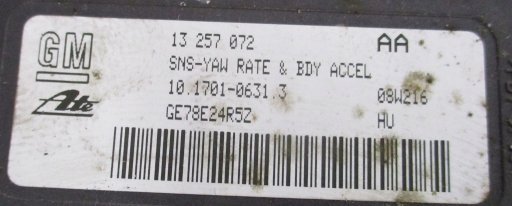 GM
13 257 072 AA
SNS-YAW RATE & BDY ACCEL
Ate
10.1701-0631.3 08W216
GE78E24R5Z HU